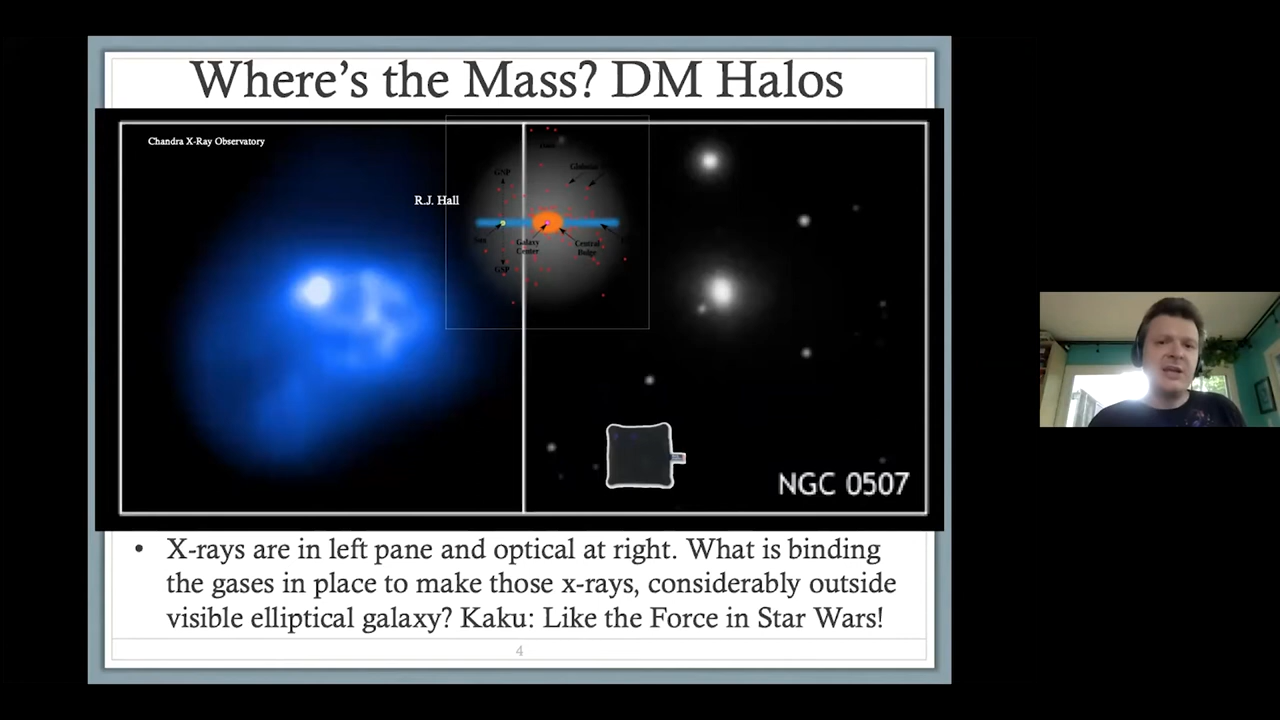 Where's the Mass? DM Halos
Chandra X-Ray Observatory
R.J. Hall
GNP
Galaxy
Center
Central
Bulge
GSP
NGC 0507
• X-rays are in left pane and optical at right. What is binding
the gases in place to make those x-rays, considerably outside
visible elliptical galaxy? Kaku: Like the Force in Star Wars!
4